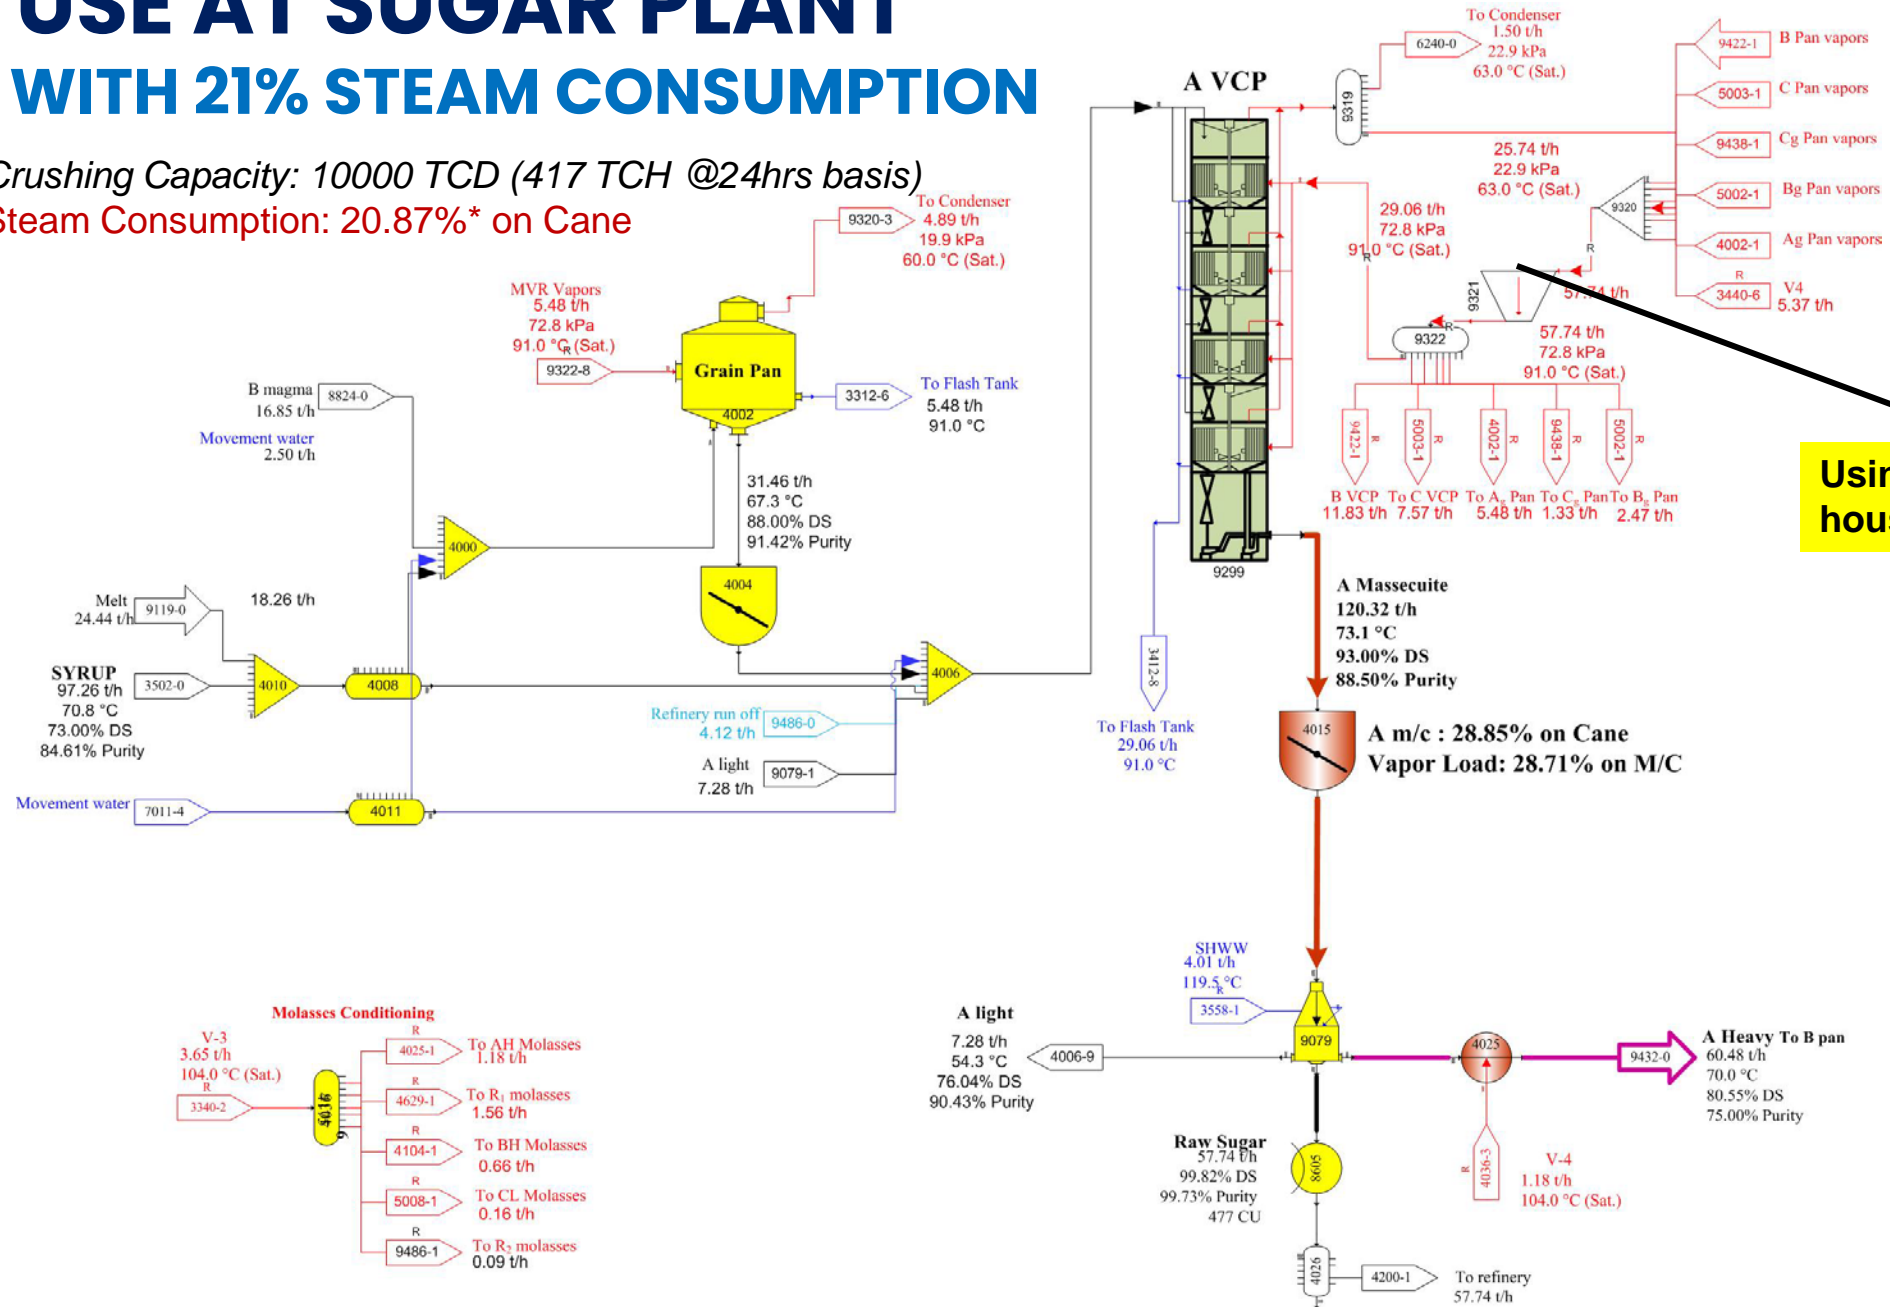 USE AT SUGAR PLANT
WITH 21% STEAM CONSUMPTION
Crushing Capacity: 10000 TCD (417 TCH @24hrs basis)
Steam Consumption: 20.87%* on Cane
9320-3
To Condenser
4.89 t/h
19.9 kPa
60.0 °C (Sat.)
MVR Vapors
5.48 t/h
72.8 kPa
91.0 °C (Sat.)
R
9322-8
Grain Pan
4002
3312-6
To Flash Tank
5.48 t/h
91.0 °C
B magma
16.85 t/h
8824-0
Movement water
2.50 t/h
4000
31.46 t/h
67.3 °C
88.00% DS
91.42% Purity
4004
Melt
24.44 t/h
9119-0
18.26 t/h
SYRUP
97.26 t/h
70.8 °C
73.00% DS
84.61% Purity
3502-0
4010
4008
4006
Refinery run off
4.12 t/h
9486-0
A light
7.28 t/h
9079-1
Movement water
7011-4
4011
A VCP
9299
6240-0
To Condenser
1.50 t/h
22.9 kPa
63.0 °C (Sat.)
9319
25.74 t/h
22.9 kPa
63.0 °C (Sat.)
9422-1
B Pan vapors
5003-1
C Pan vapors
9438-1
Cg Pan vapors
5002-1
Bg Pan vapors
4002-1
Ag Pan vapors
R
3440-6
V4
5.37 t/h
9320
R
29.06 t/h
72.8 kPa
91.0 °C (Sat.)
R
9321
57.74 t/h
R
9322
57.74 t/h
72.8 kPa
91.0 °C (Sat.)
9422-1
R
5003-1
R
4002-1
R
9438-1
R
5002-1
R
B VCP
11.83 t/h
To C VCP
7.57 t/h
To Ag Pan
5.48 t/h
To Cg Pan
1.33 t/h
To Bg Pan
2.47 t/h
3412-8
To Flash Tank
29.06 t/h
91.0 °C
A Massecuite
120.32 t/h
73.1 °C
93.00% DS
88.50% Purity
4015
A m/c : 28.85% on Cane
Vapor Load: 28.71% on M/C
SHWW
4.01 t/h
119.5 °C
R
3558-1
9079
A light
7.28 t/h
54.3 °C
76.04% DS
90.43% Purity
4006-9
4025
9432-0
A Heavy To B pan
60.48 t/h
70.0 °C
80.55% DS
75.00% Purity
R
4036-3
V-4
1.18 t/h
104.0 °C (Sat.)
Raw Sugar
57.74 t/h
99.82% DS
99.73% Purity
477 CU
8605
4026
4200-1
To refinery
57.74 t/h
Molasses Conditioning
V-3
3.65 t/h
104.0 °C (Sat.)
R
3340-2
R
4025-1
To AH Molasses
1.18 t/h
R
4629-1
To R1 molasses
1.56 t/h
R
4104-1
To BH Molasses
0.66 t/h
R
5008-1
To CL Molasses
0.16 t/h
R
9486-1
To R2 molasses
0.09 t/h